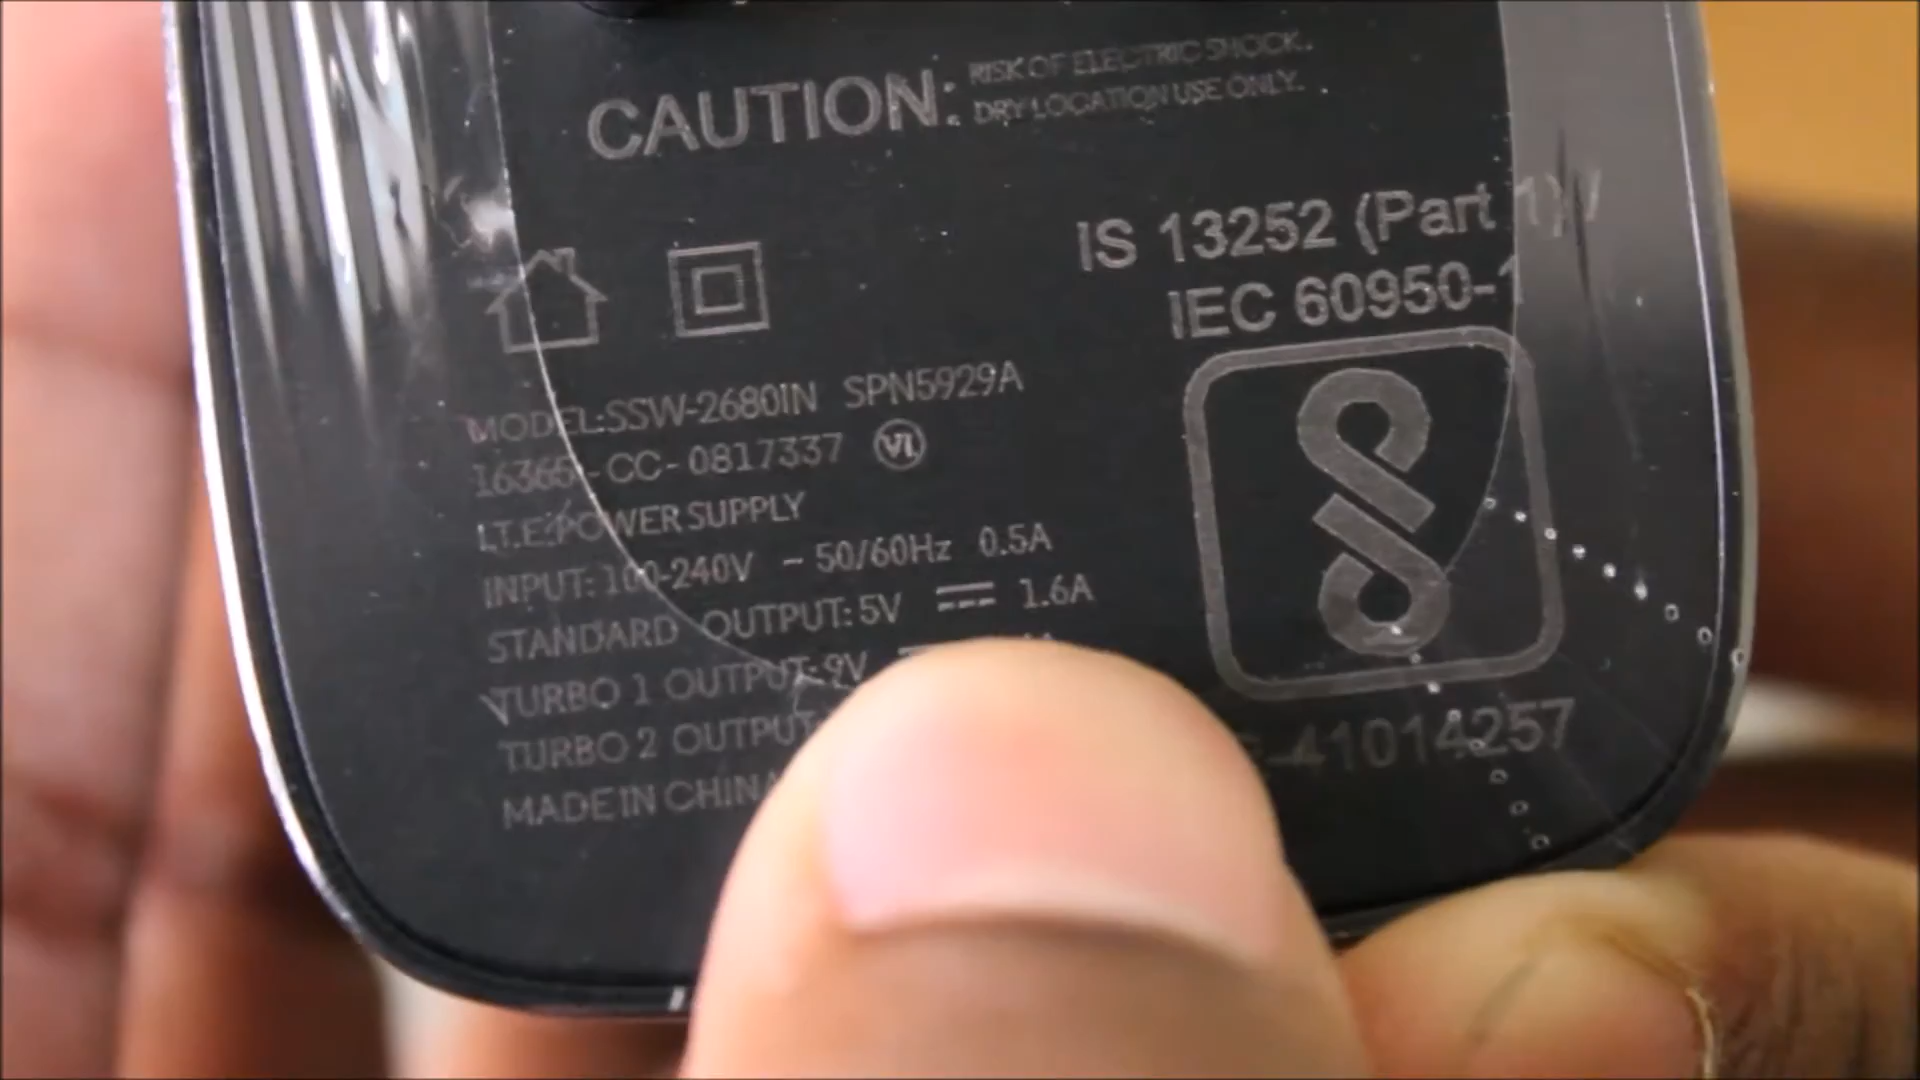 CAUTION: RISK OF ELECTRIC SHOCK.
DRY LOCATION USE ONLY.
IS 13252 (Part 1) /
IEC 60950-1
MODEL:SSW-2680IN SPN5929A
16365-CC-0817337 VI
I.T.E. POWER SUPPLY
INPUT: 100-240V ~ 50/60Hz 0.5A
STANDARD OUTPUT: 5V ⎓ 1.6A
TURBO 1 OUTPUT: 9V
TURBO 2 OUTPUT
MADE IN CHINA
-41014257